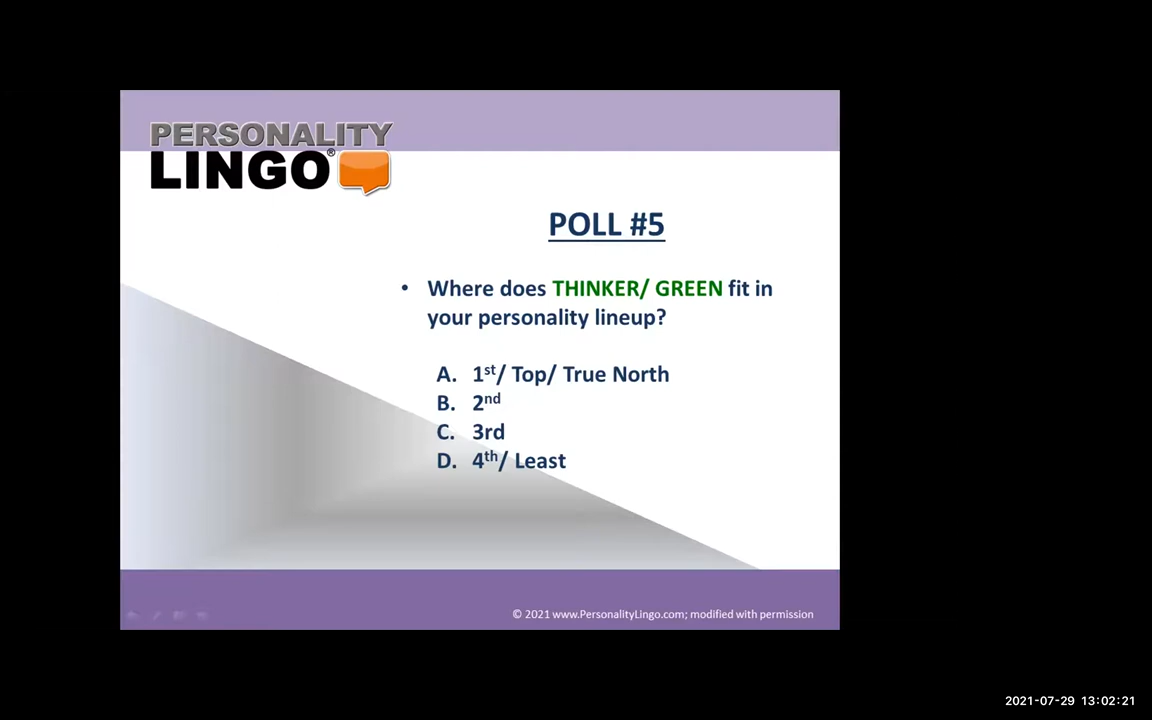 PERSONALITY
LINGO®
POLL #5
• Where does THINKER/ GREEN fit in
your personality lineup?
A. 1st/ Top/ True North
B. 2nd
C. 3rd
D. 4th/ Least
© 2021 www.PersonalityLingo.com; modified with permission
2021-07-29 13:02:21